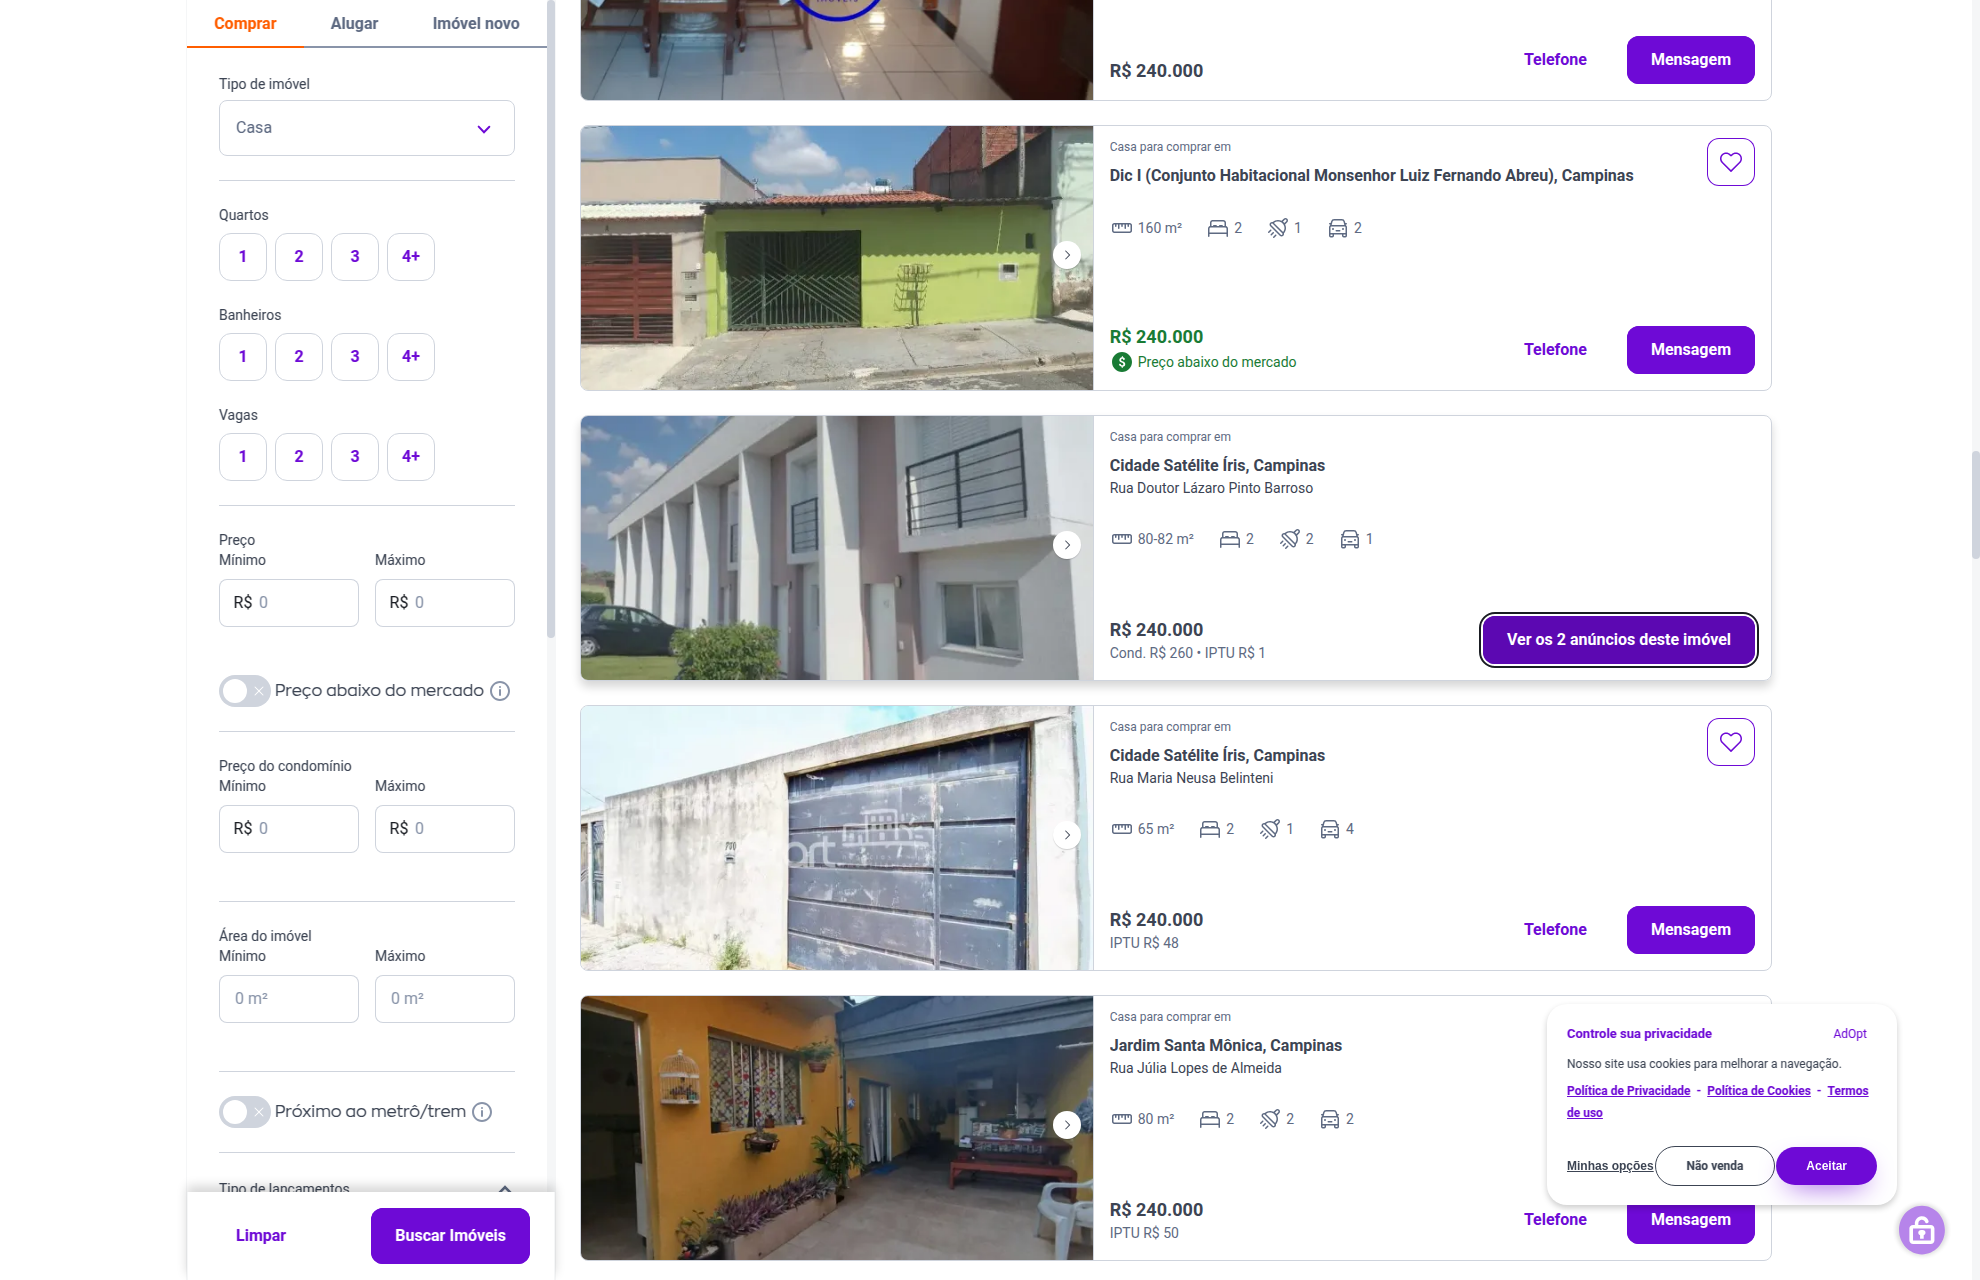 Comprar
Alugar
Imóvel novo
Tipo de imóvel
Casa
Quartos
1
2
3
4+
Banheiros
1
2
3
4+
Vagas
1
2
3
4+
Preço
Mínimo
Máximo
R$ 0
R$ 0
Preço abaixo do mercado
Preço do condomínio
Mínimo
Máximo
R$ 0
R$ 0
Área do imóvel
Mínimo
Máximo
0 m²
0 m²
Próximo ao metrô/trem
Tipo de lançamentos
Limpar
Buscar Imóveis
R$ 240.000
Telefone
Mensagem
Casa para comprar em
Dic I (Conjunto Habitacional Monsenhor Luiz Fernando Abreu), Campinas
160 m²
2
1
2
R$ 240.000
$ Preço abaixo do mercado
Telefone
Mensagem
Casa para comprar em
Cidade Satélite Íris, Campinas
Rua Doutor Lázaro Pinto Barroso
80-82 m²
2
2
1
R$ 240.000
Cond. R$ 260 • IPTU R$ 1
Ver os 2 anúncios deste imóvel
Casa para comprar em
Cidade Satélite Íris, Campinas
Rua Maria Neusa Belinteni
65 m²
2
1
4
R$ 240.000
IPTU R$ 48
Telefone
Mensagem
Casa para comprar em
Jardim Santa Mônica, Campinas
Rua Júlia Lopes de Almeida
80 m²
2
2
2
R$ 240.000
IPTU R$ 50
Telefone
Mensagem
Controle sua privacidade
AdOpt
Nosso site usa cookies para melhorar a navegação.
Política de Privacidade - Política de Cookies - Termos
de uso
Minhas opções
Não venda
Aceitar